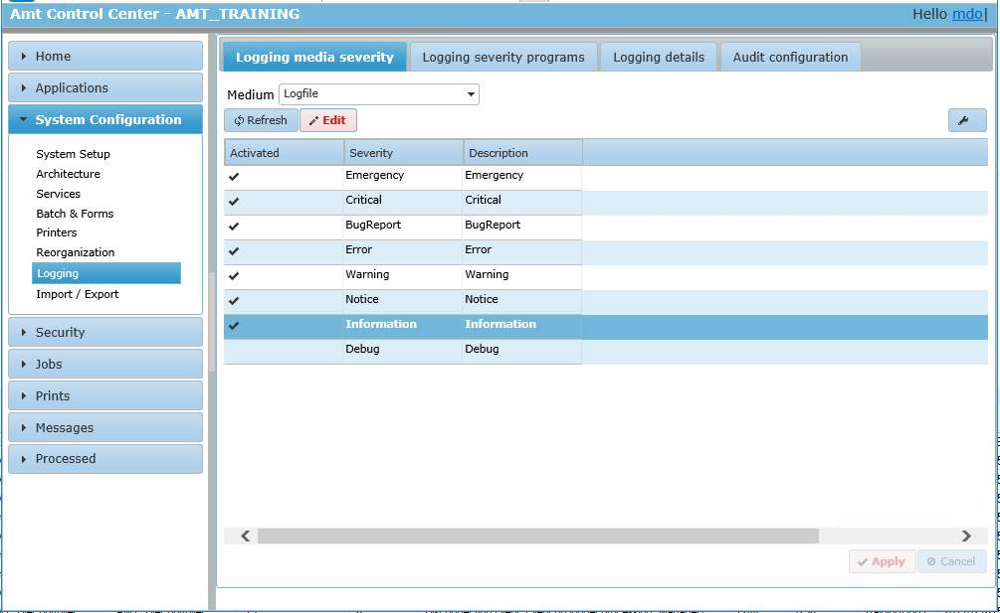 Amt Control Center - AMT_TRAINING
Hello mdo|
Home
Applications
System Configuration
System Setup
Architecture
Services
Batch & Forms
Printers
Reorganization
Logging
Import / Export
Security
Jobs
Prints
Messages
Processed
Logging media severity
Logging severity programs
Logging details
Audit configuration
Medium Logfile
Refresh Edit
Activated Severity Description
Emergency Emergency
Critical Critical
BugReport BugReport
Error Error
Warning Warning
Notice Notice
Information Information
Debug Debug
Apply Cancel